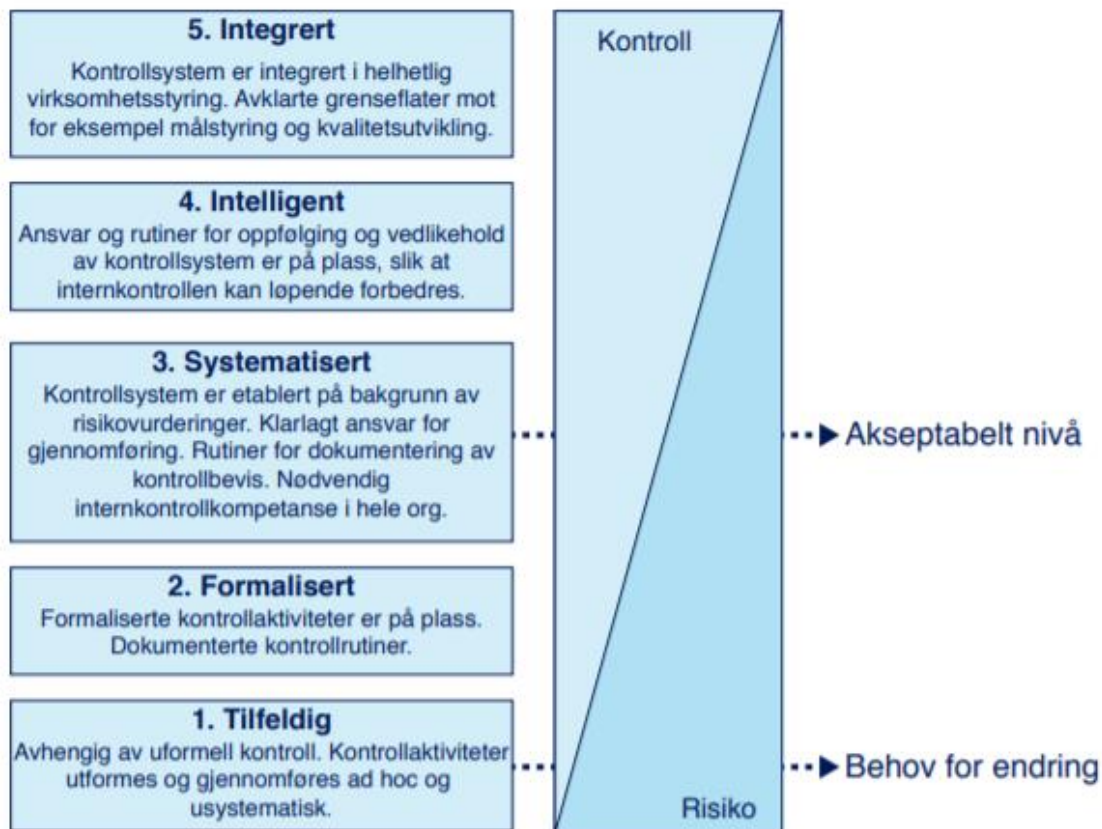 5. Integrert
Kontrollsystem er integrert i helhetlig
virksomhetsstyring. Avklarte grenseflater mot
for eksempel målstyring og kvalitetsutvikling.
4. Intelligent
Ansvar og rutiner for oppfølging og vedlikehold
av kontrollsystem er på plass, slik at
internkontrollen kan løpende forbedres.
3. Systematisert
Kontrollsystem er etablert på bakgrunn av
risikovurderinger. Klarlagt ansvar for
gjennomføring. Rutiner for dokumentering av
kontrollbevis. Nødvendig
internkontrollkompetanse i hele org.
2. Formalisert
Formaliserte kontrollaktiviteter er på plass.
Dokumenterte kontrollrutiner.
1. Tilfeldig
Avhengig av uformell kontroll. Kontrollaktiviteter
utformes og gjennomføres ad hoc og
usystematisk.
Kontroll
Risiko
Akseptabelt nivå
Behov for endring